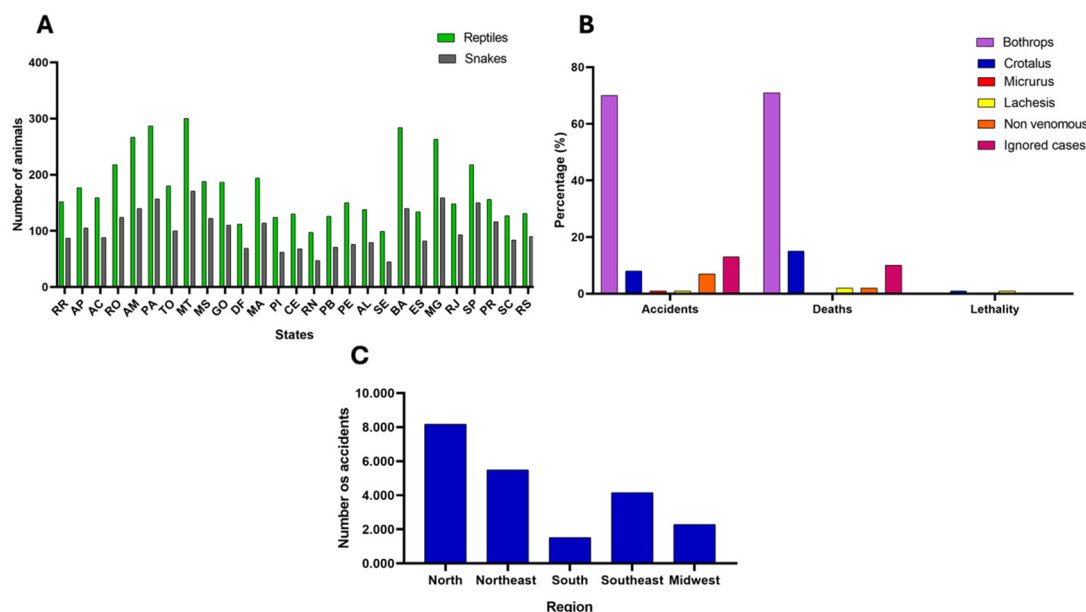 A
Reptiles
Snakes
Number of animals
400
300
200
100
0
RR AP AC RO AM PA TO MT MS GO DF MA PI CE RN PB PE AL SE BA ES MG RJ SP PR SC RS
States
B
Bothrops
Crotalus
Micrurus
Lachesis
Non venomous
Ignored cases
Percentage (%)
80
60
40
20
0
Accidents Deaths Lethality
C
Number os accidents
10.000
8.000
6.000
4.000
2.000
0.000
North Northeast South Southeast Midwest
Region